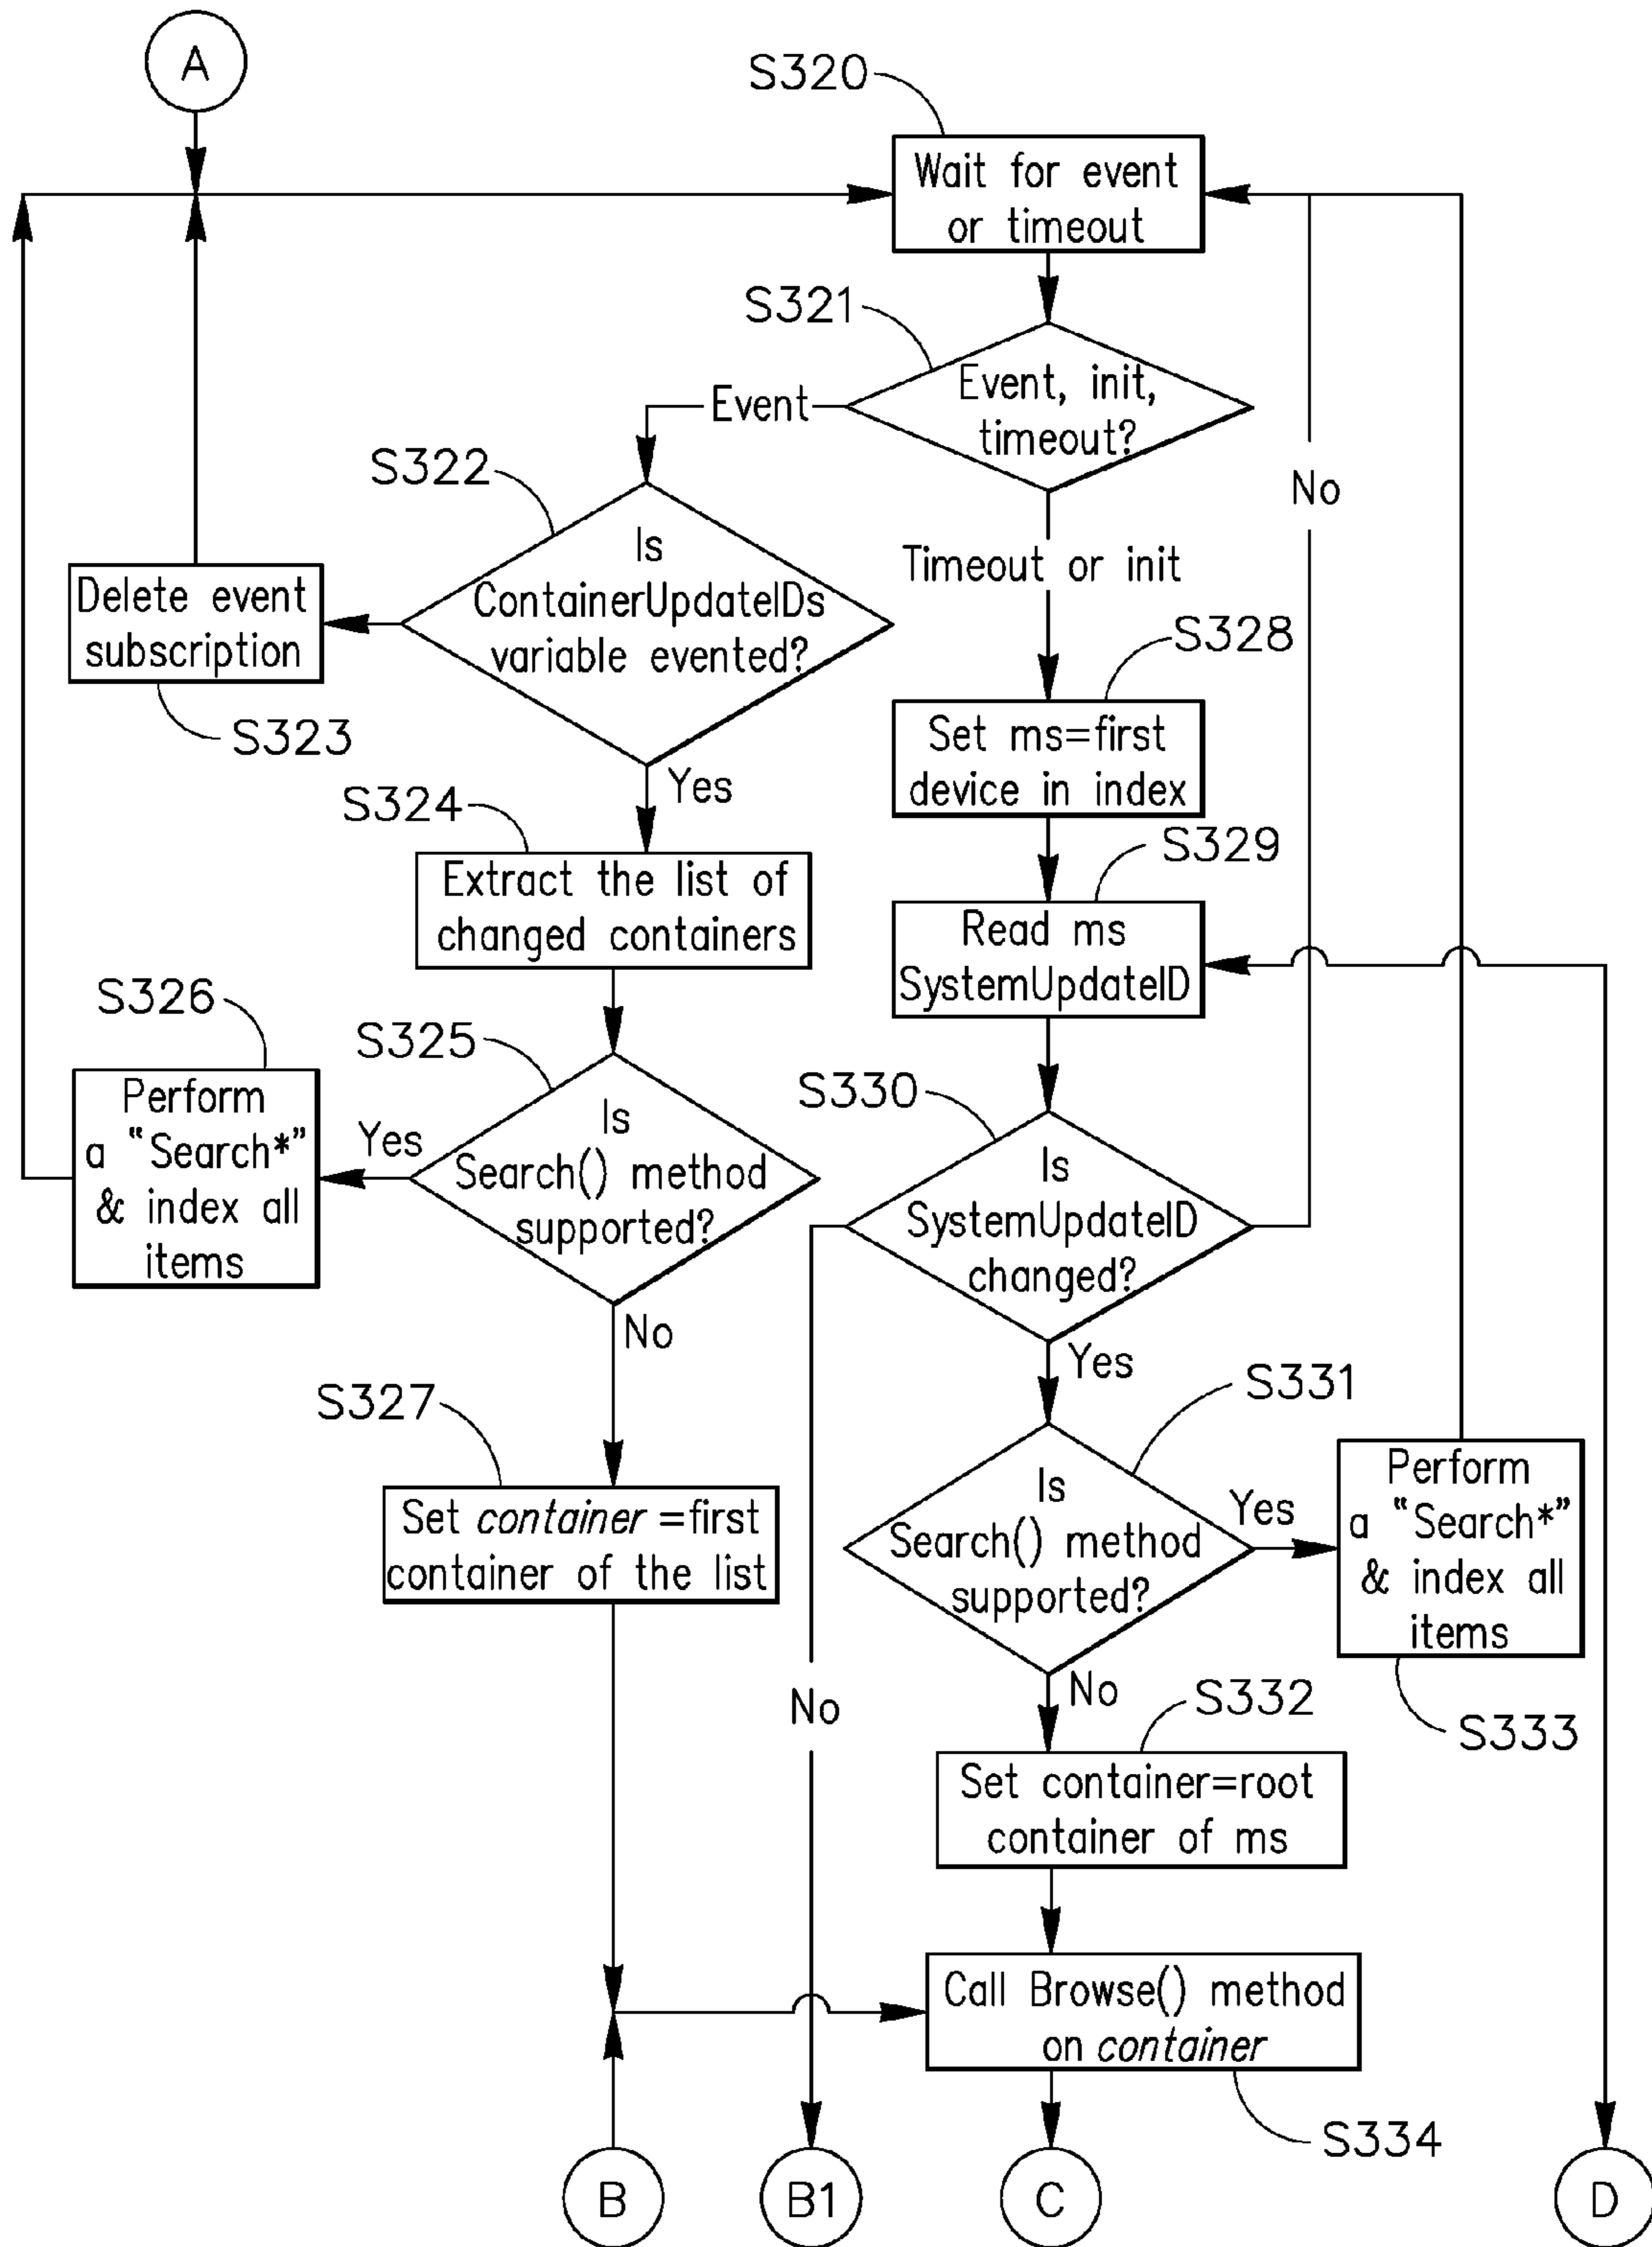 A
S320
Wait for event
or timeout
S321
Event, init,
timeout?
Event
No
S322
Is
ContainerUpdateIDs
variable evented?
Timeout or init
Delete event
subscription
S323
S328
Set ms=first
device in index
Yes
S324
Extract the list of
changed containers
S329
Read ms
SystemUpdateID
S326
Perform
a "Search*"
& index all
items
S325
Yes
Is
Search() method
supported?
S330
Is
SystemUpdateID
changed?
No
Yes
S327
Set container =first
container of the list
S331
Is
Search() method
supported?
Yes
Perform
a "Search*"
& index all
items
S333
No
No
S332
Set container=root
container of ms
Call Browse() method
on container
S334
B
B1
C
D